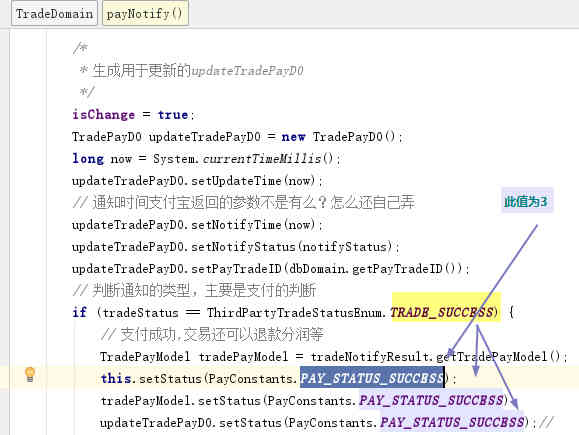 TradeDomain payNotify()
/*
* 生成用于更新的updateTradePayDO
*/
isChange = true;
TradePayDO updateTradePayDO = new TradePayDO();
long now = System.currentTimeMillis();
updateTradePayDO.setUpdateTime(now);
// 通知时间支付宝返回的参数不是有么？怎么还自己弄
此值为3
updateTradePayDO.setNotifyTime(now);
updateTradePayDO.setNotifyStatus(notifyStatus);
updateTradePayDO.setPayTradeID(dbDomain.getPayTradeID());
// 判断通知的类型，主要是支付的判断
if (tradeStatus == ThirdPartyTradeStatusEnum.TRADE_SUCCESS) {
// 支付成功,交易还可以退款分润等
TradePayModel tradePayModel = tradeNotifyResult.getTradePayModel();
this.setStatus(PayConstants.PAY_STATUS_SUCCESS);
tradePayModel.setStatus(PayConstants.PAY_STATUS_SUCCESS)
updateTradePayDO.setStatus(PayConstants.PAY_STATUS_SUCCESS);//